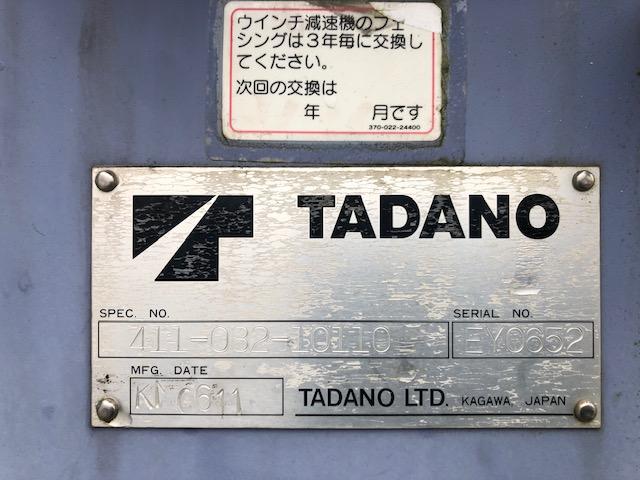 ウインチ減速機のフェ
シングは3年毎に交換し
てください。
次回の交換は
年 月です
370-022-24400
TADANO
SPEC. NO. SERIAL NO.
411-032-10110 EY0652
MFG. DATE
TADANO LTD. KAGAWA, JAPAN